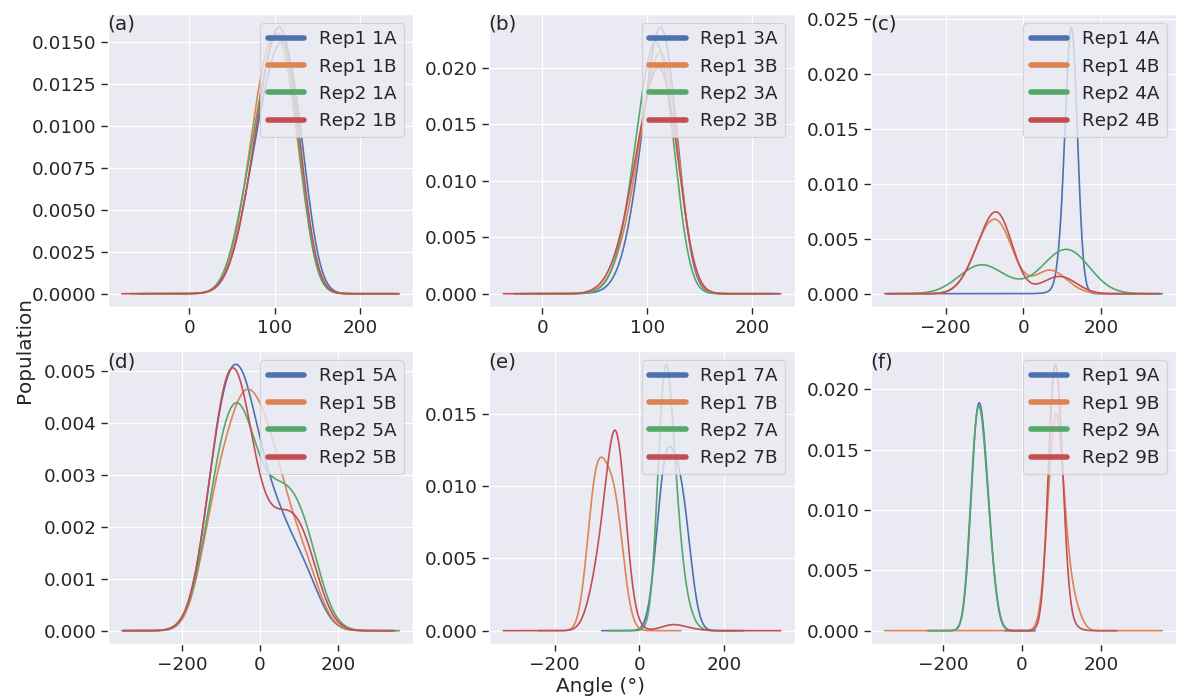 (a)
Rep1 1A
Rep1 1B
Rep2 1A
Rep2 1B
0.0150
0.0125
0.0100
0.0075
0.0050
0.0025
0.0000
0 100 200
(b)
Rep1 3A
Rep1 3B
Rep2 3A
Rep2 3B
0.020
0.015
0.010
0.005
0.000
0 100 200
(c)
Rep1 4A
Rep1 4B
Rep2 4A
Rep2 4B
0.025
0.020
0.015
0.010
0.005
0.000
−200 0 200
Population
(d)
Rep1 5A
Rep1 5B
Rep2 5A
Rep2 5B
0.005
0.004
0.003
0.002
0.001
0.000
−200 0 200
(e)
Rep1 7A
Rep1 7B
Rep2 7A
Rep2 7B
0.015
0.010
0.005
0.000
−200 0 200
(f)
Rep1 9A
Rep1 9B
Rep2 9A
Rep2 9B
0.020
0.015
0.010
0.005
0.000
−200 0 200
Angle (°)